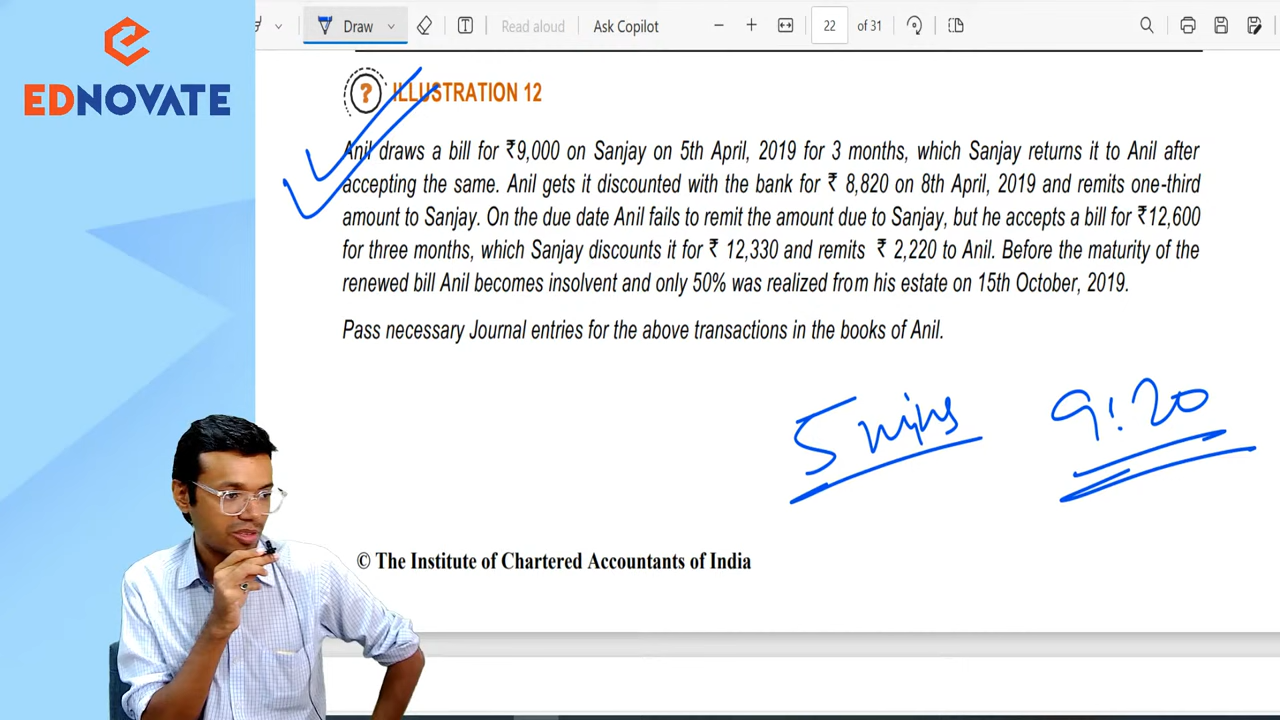 Draw
Read aloud
Ask Copilot
22
of 31
EDNOVATE
ILLUSTRATION 12
Anil draws a bill for ₹9,000 on Sanjay on 5th April, 2019 for 3 months, which Sanjay returns it to Anil after
accepting the same. Anil gets it discounted with the bank for ₹ 8,820 on 8th April, 2019 and remits one-third
amount to Sanjay. On the due date Anil fails to remit the amount due to Sanjay, but he accepts a bill for ₹12,600
for three months, which Sanjay discounts it for ₹ 12,330 and remits ₹ 2,220 to Anil. Before the maturity of the
renewed bill Anil becomes insolvent and only 50% was realized from his estate on 15th October, 2019.
Pass necessary Journal entries for the above transactions in the books of Anil.
5 mins 9:20
© The Institute of Chartered Accountants of India